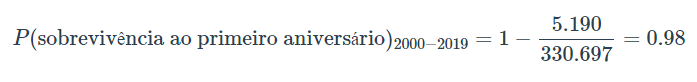 P(sobrevivência ao primeiro aniversário)₂₀₀₀₋₂₀₁₉ = 1 − 5.190/330.697 = 0.98